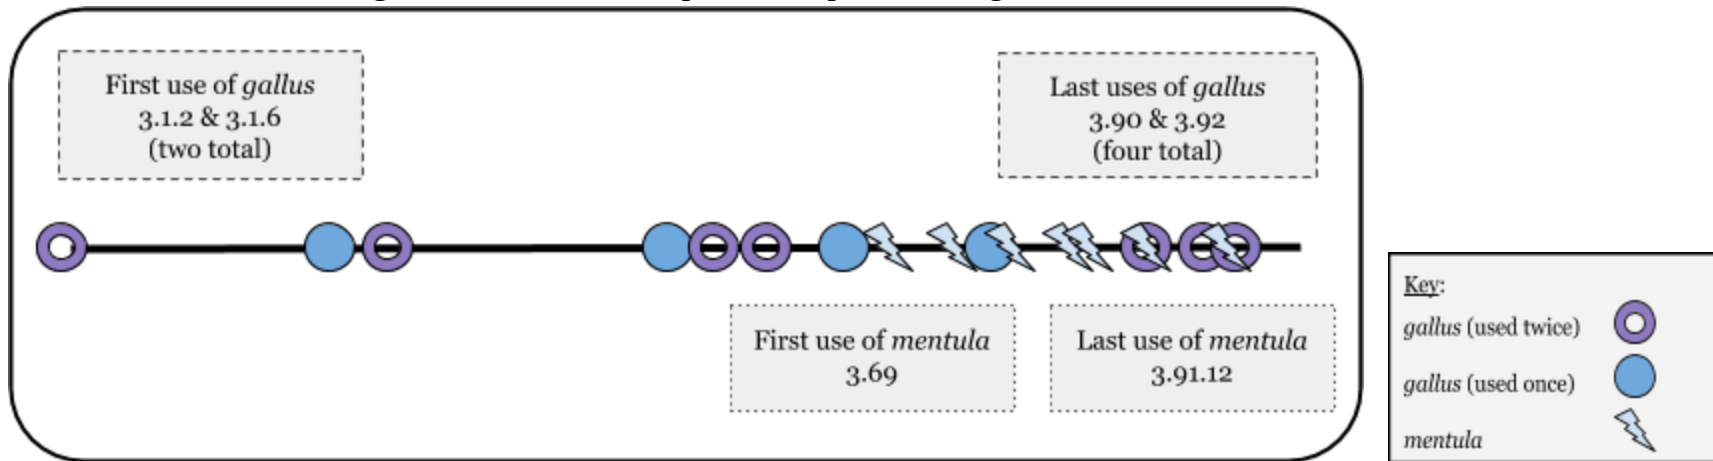 First use of gallus
3.1.2 & 3.1.6
(two total)
Last uses of gallus
3.90 & 3.92
(four total)
First use of mentula
3.69
Last use of mentula
3.91.12
Key:
gallus (used twice)
gallus (used once)
mentula